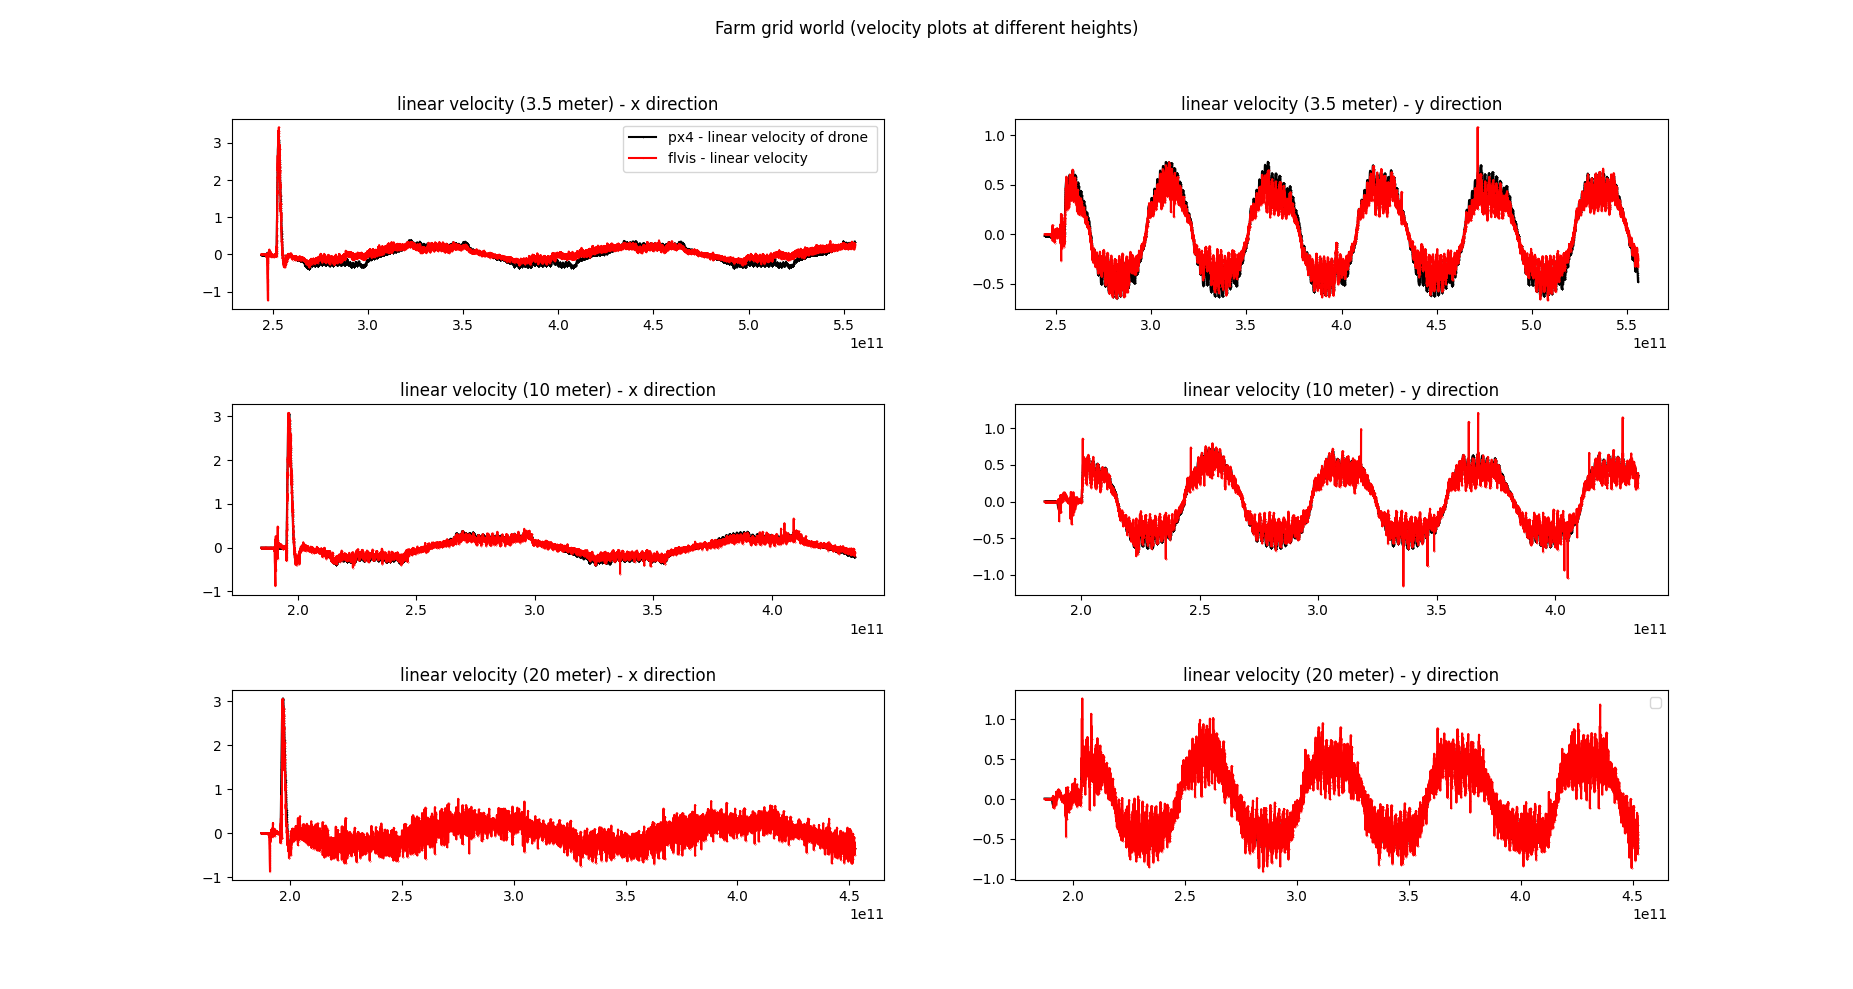 Farm grid world (velocity plots at different heights)
linear velocity (3.5 meter) - x direction
px4 - linear velocity of drone
flvis - linear velocity
3
2
1
0
−1
2.5 3.0 3.5 4.0 4.5 5.0 5.5
1e11
linear velocity (3.5 meter) - y direction
1.0
0.5
0.0
−0.5
2.5 3.0 3.5 4.0 4.5 5.0 5.5
1e11
linear velocity (10 meter) - x direction
3
2
1
0
−1
2.0 2.5 3.0 3.5 4.0
1e11
linear velocity (10 meter) - y direction
1.0
0.5
0.0
−0.5
−1.0
2.0 2.5 3.0 3.5 4.0
1e11
linear velocity (20 meter) - x direction
3
2
1
0
−1
2.0 2.5 3.0 3.5 4.0 4.5
1e11
linear velocity (20 meter) - y direction
1.0
0.5
0.0
−0.5
−1.0
2.0 2.5 3.0 3.5 4.0 4.5
1e11